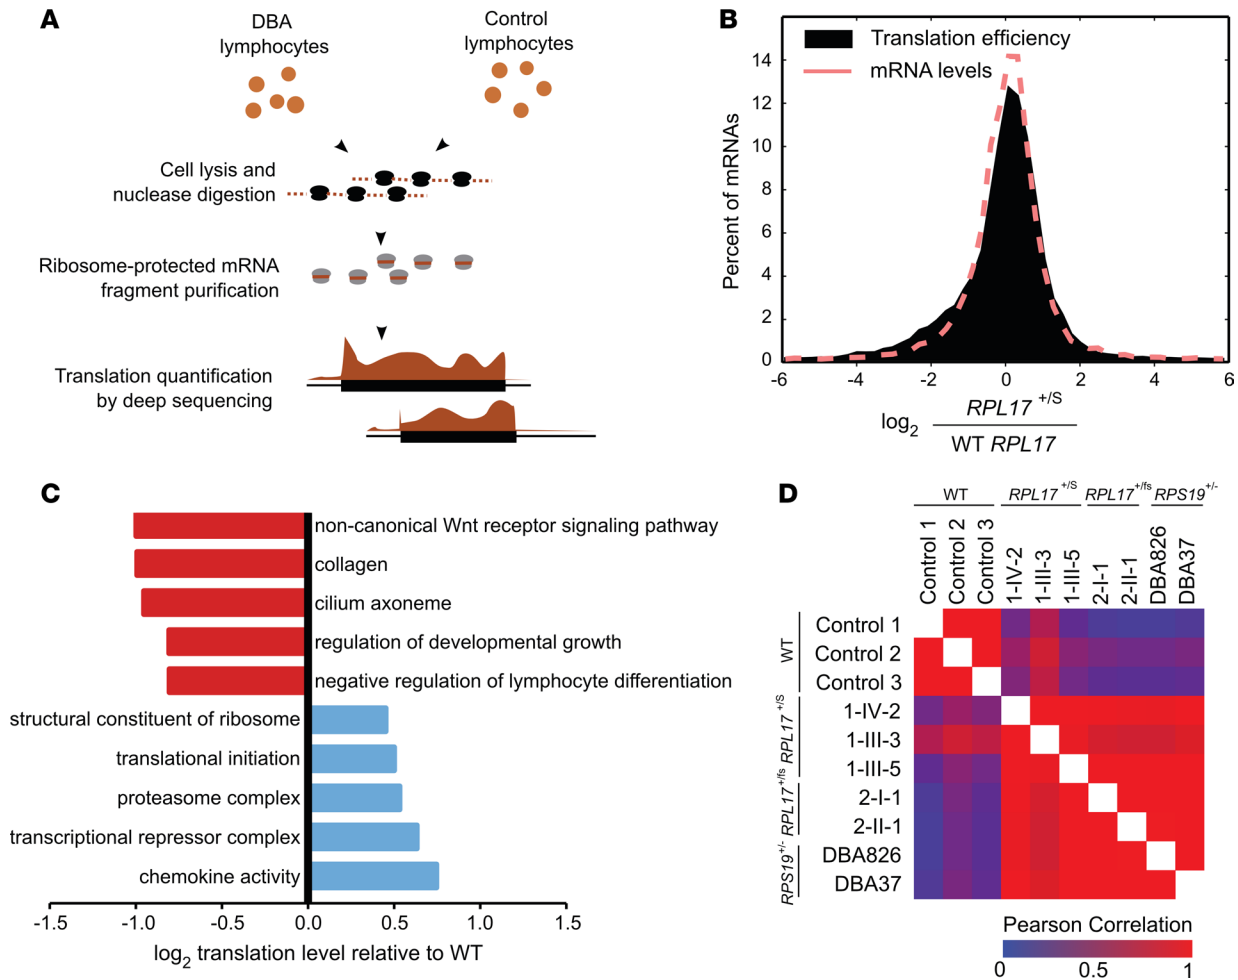 A
DBA
lymphocytes
Control
lymphocytes
Cell lysis and
nuclease digestion
Ribosome-protected mRNA
fragment purification
Translation quantification
by deep sequencing
B
Translation efficiency
mRNA levels
Percent of mRNAs
14
12
10
8
6
4
2
0
-6
-4
-2
0
2
4
6
log2 RPL17 +/S
WT RPL17
C
non-canonical Wnt receptor signaling pathway
collagen
cilium axoneme
regulation of developmental growth
negative regulation of lymphocyte differentiation
structural constituent of ribosome
translational initiation
proteasome complex
transcriptional repressor complex
chemokine activity
-1.5
-1.0
-0.5
0.0
0.5
1.0
1.5
log2 translation level relative to WT
D
WT
RPL17 +/S
RPL17 +/fs
RPS19 +/-
Control 1
Control 2
Control 3
1-IV-2
1-III-3
1-III-5
2-I-1
2-II-1
DBA826
DBA37
WT
RPL17 +/S
RPL17 +/fs
RPS19 +/-
Control 1
Control 2
Control 3
1-IV-2
1-III-3
1-III-5
2-I-1
2-II-1
DBA826
DBA37
Pearson Correlation
0
0.5
1